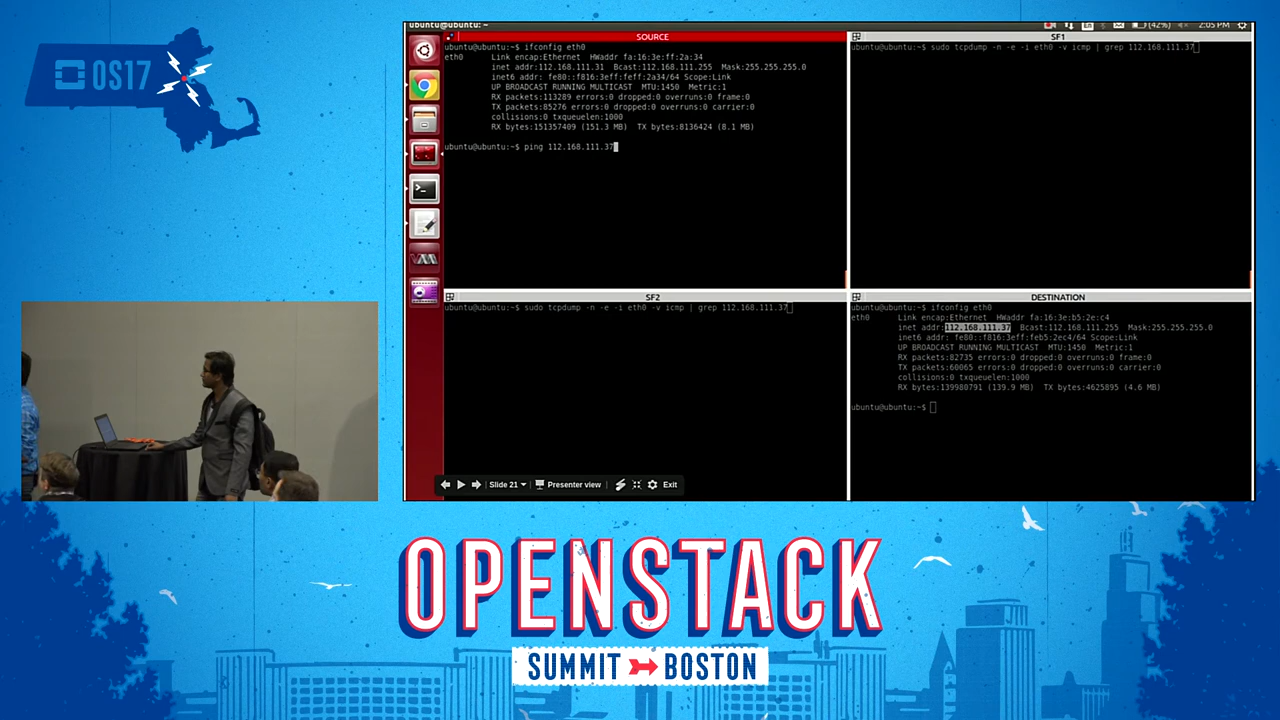 OS17
ubuntu@ubuntu: ~
(42%)
2:05 PM
SOURCE
ubuntu@ubuntu:~$ ifconfig eth0
eth0 Link encap:Ethernet HWaddr fa:16:3e:ff:2a:34
inet addr:112.168.111.31 Bcast:112.168.111.255 Mask:255.255.255.0
inet6 addr: fe80::f816:3eff:feff:2a34/64 Scope:Link
UP BROADCAST RUNNING MULTICAST MTU:1450 Metric:1
RX packets:113289 errors:0 dropped:0 overruns:0 frame:0
TX packets:85276 errors:0 dropped:0 overruns:0 carrier:0
collisions:0 txqueuelen:1000
RX bytes:151357409 (151.3 MB) TX bytes:8136424 (8.1 MB)
ubuntu@ubuntu:~$ ping 112.168.111.37
SF1
ubuntu@ubuntu:~$ sudo tcpdump -n -e -i eth0 -v icmp | grep 112.168.111.37
SF2
ubuntu@ubuntu:~$ sudo tcpdump -n -e -i eth0 -v icmp | grep 112.168.111.37
DESTINATION
ubuntu@ubuntu:~$ ifconfig eth0
eth0 Link encap:Ethernet HWaddr fa:16:3e:b5:2e:c4
inet addr:112.168.111.37 Bcast:112.168.111.255 Mask:255.255.255.0
inet6 addr: fe80::f816:3eff:feb5:2ec4/64 Scope:Link
UP BROADCAST RUNNING MULTICAST MTU:1450 Metric:1
RX packets:82735 errors:0 dropped:0 overruns:0 frame:0
TX packets:60065 errors:0 dropped:0 overruns:0 carrier:0
collisions:0 txqueuelen:1000
RX bytes:139980791 (139.9 MB) TX bytes:4625895 (4.6 MB)
ubuntu@ubuntu:~$
Slide 21 Presenter view Exit
OPENSTACK
SUMMIT BOSTON